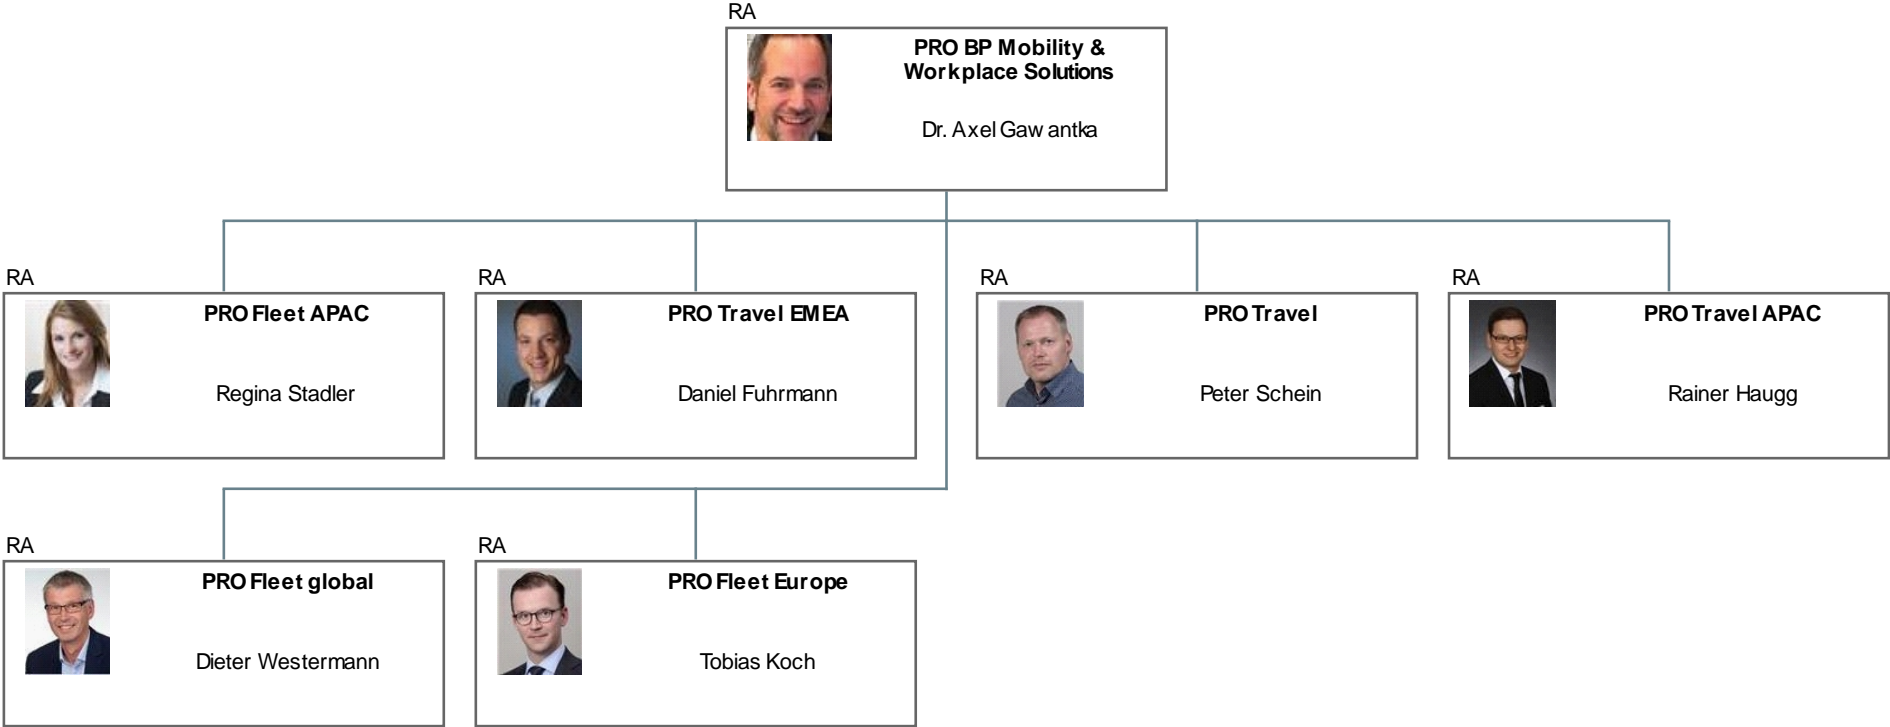 RA
PRO BP Mobility &
Workplace Solutions
Dr. Axel Gawantka
RA
PRO Fleet APAC
Regina Stadler
RA
PRO Travel EMEA
Daniel Fuhrmann
RA
PRO Travel
Peter Schein
RA
PRO Travel APAC
Rainer Haugg
RA
PRO Fleet global
Dieter Westermann
RA
PRO Fleet Europe
Tobias Koch